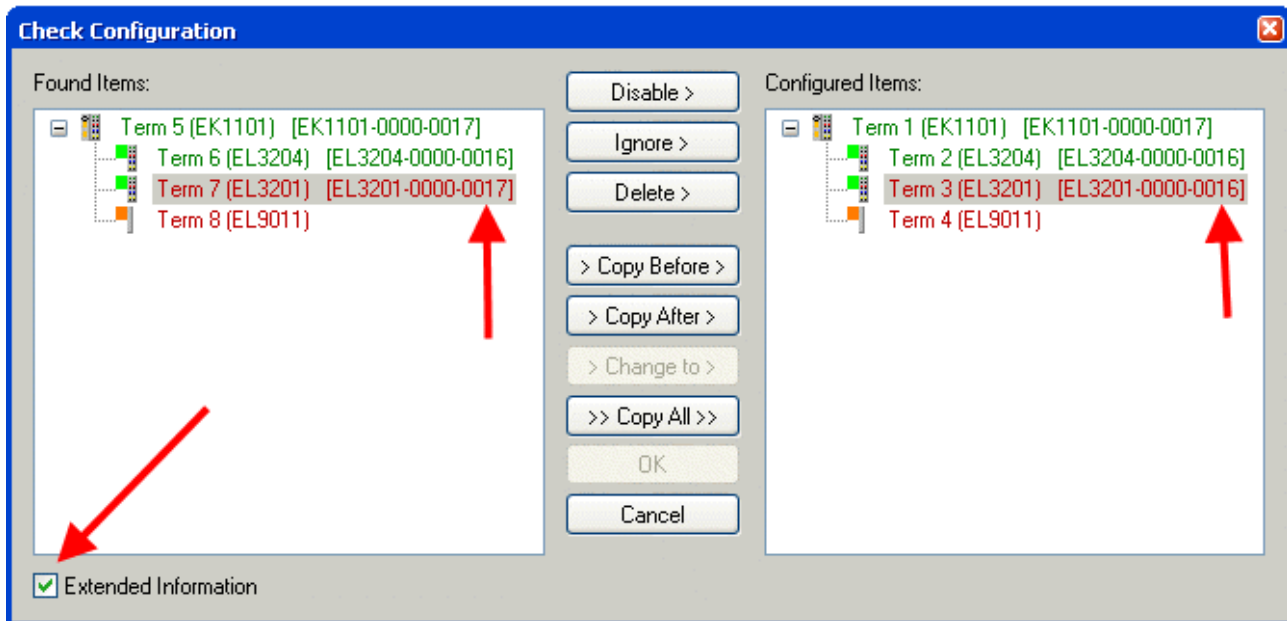 Check Configuration
Found Items:
Term 5 (EK1101) [EK1101-0000-0017]
Term 6 (EL3204) [EL3204-0000-0016]
Term 7 (EL3201) [EL3201-0000-0017]
Term 8 (EL9011)
Disable >
Ignore >
Delete >
> Copy Before >
> Copy After >
> Change to >
>> Copy All >>
OK
Cancel
Configured Items:
Term 1 (EK1101) [EK1101-0000-0017]
Term 2 (EL3204) [EL3204-0000-0016]
Term 3 (EL3201) [EL3201-0000-0016]
Term 4 (EL9011)
Extended Information